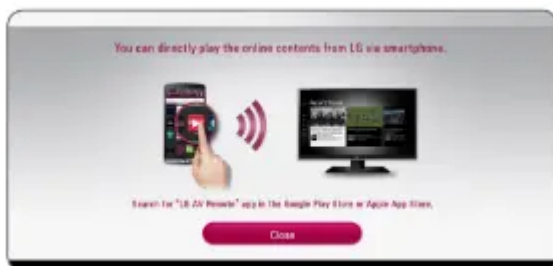 You can directly play the online contents from LG via smartphone.
Search for "LG AV Remote" app in the Google Play Store or Apple App Store.
Close